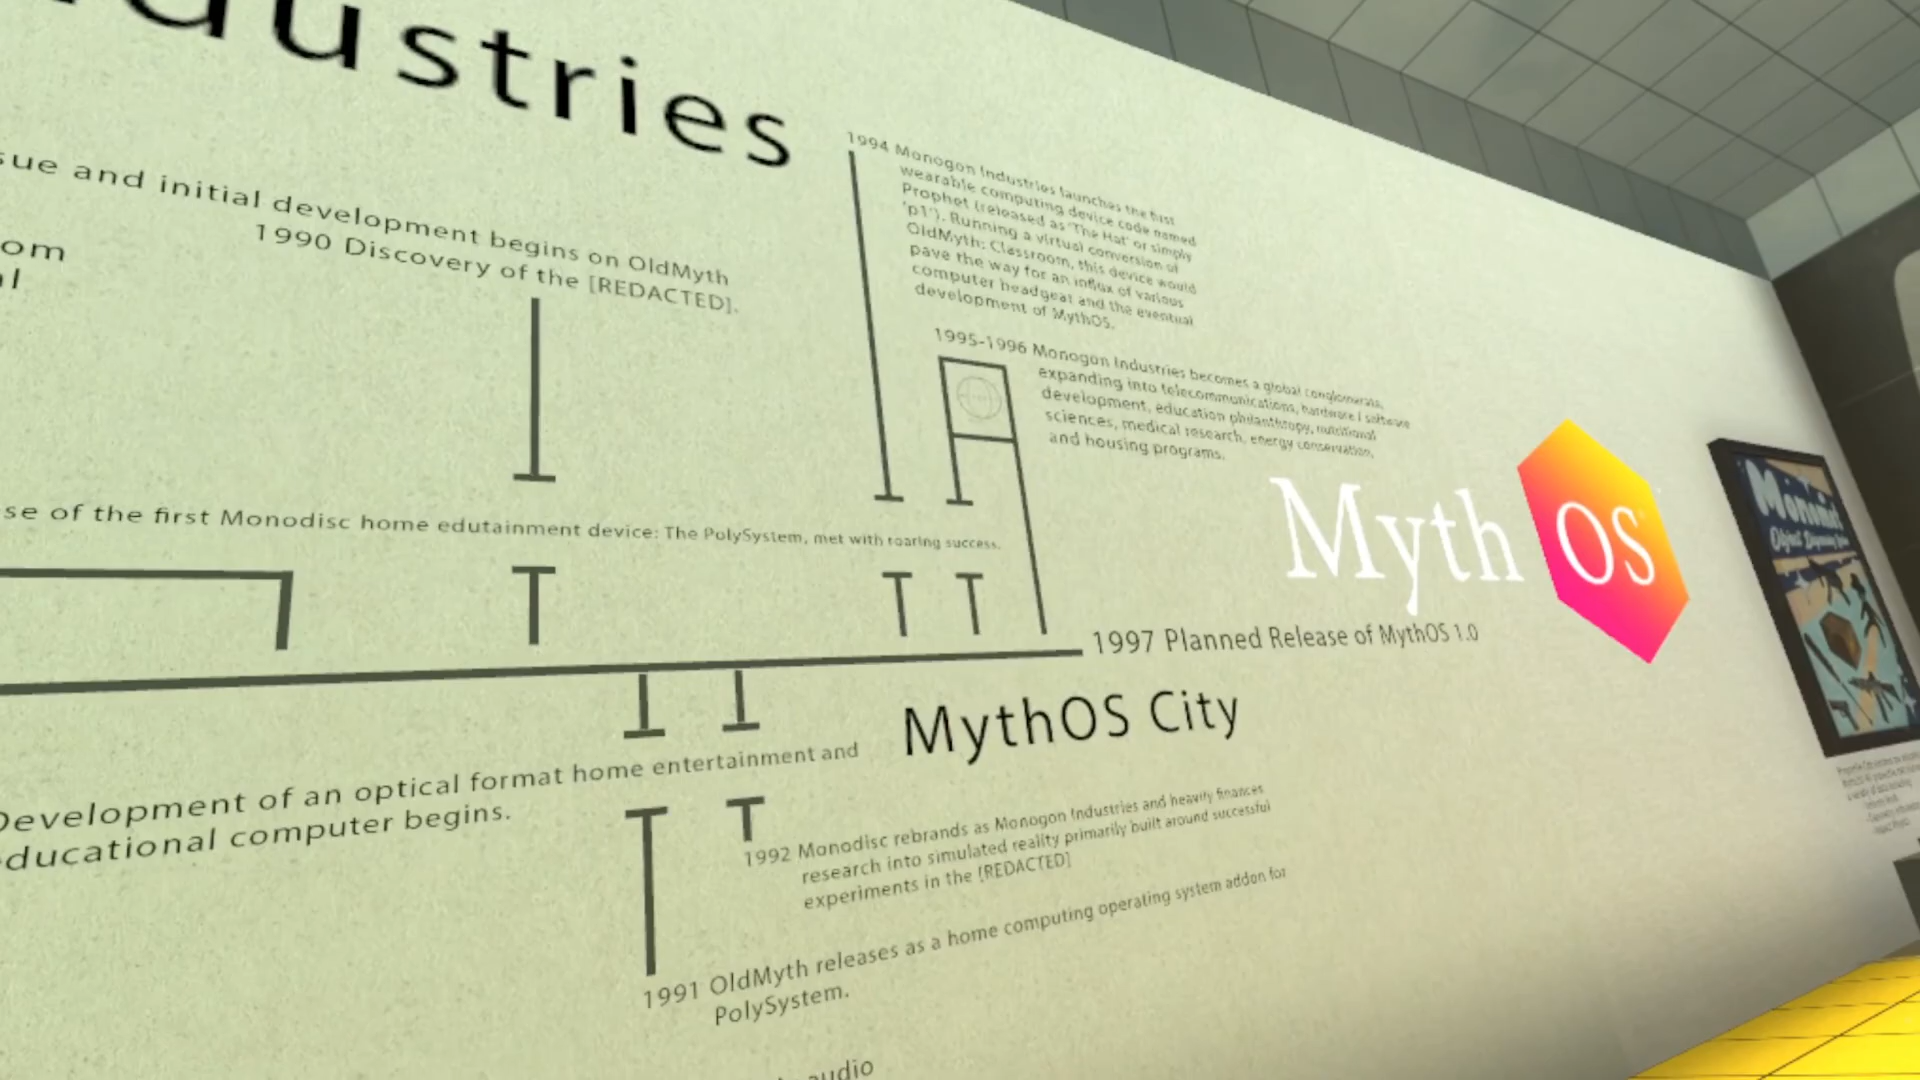 dustries
sue and initial development begins on OldMyth
1990 Discovery of the [REDACTED].
om
al
1994 Monogon Industries launches the first
wearable computing device code named
Prophet (released as 'The Hat' or simply
'p1'). Running a virtual conversion of
OldMyth: Classroom, this device would
pave the way for an influx of various
computer headgear and the eventual
development of MythOS.
1995-1996 Monogon Industries becomes a global conglomerate,
expanding into telecommunications, hardware / software
development, education philanthropy, nutritional
sciences, medical research, energy conservation,
and housing programs.
se of the first Monodisc home edutainment device: The PolySystem, met with roaring success.
Myth OS
1997 Planned Release of MythOS 1.0
MythOS City
Development of an optical format home entertainment and
educational computer begins.
1992 Monodisc rebrands as Monogon Industries and heavily finances
research into simulated reality primarily built around successful
experiments in the [REDACTED]
1991 OldMyth releases as a home computing operating system addon for
PolySystem.
audio
Object Dispensing